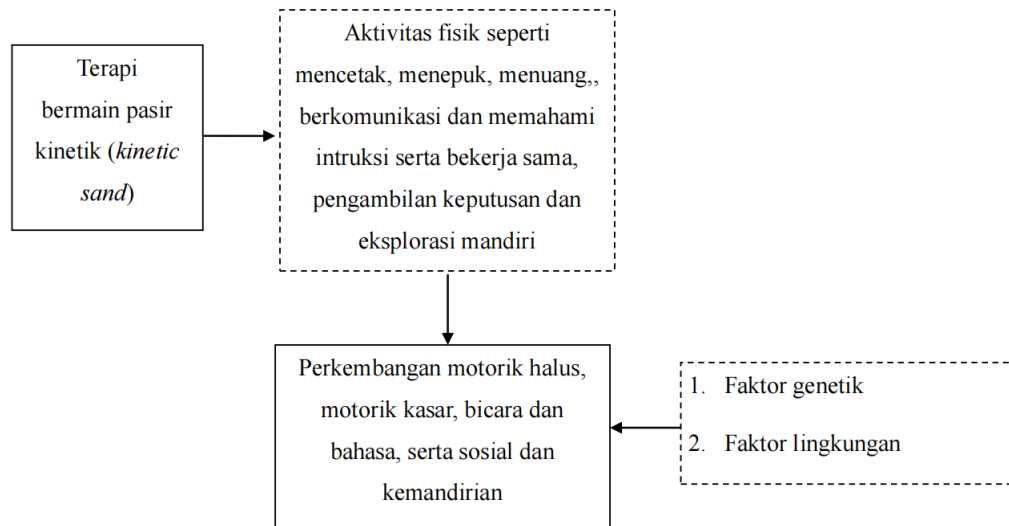 Terapi
bermain pasir
kinetik (kinetic
sand)
Aktivitas fisik seperti
mencetak, menepuk, menuang,,
berkomunikasi dan memahami
intruksi serta bekerja sama,
pengambilan keputusan dan
eksplorasi mandiri
Perkembangan motorik halus,
motorik kasar, bicara dan
bahasa, serta sosial dan
kemandirian
1. Faktor genetik
2. Faktor lingkungan